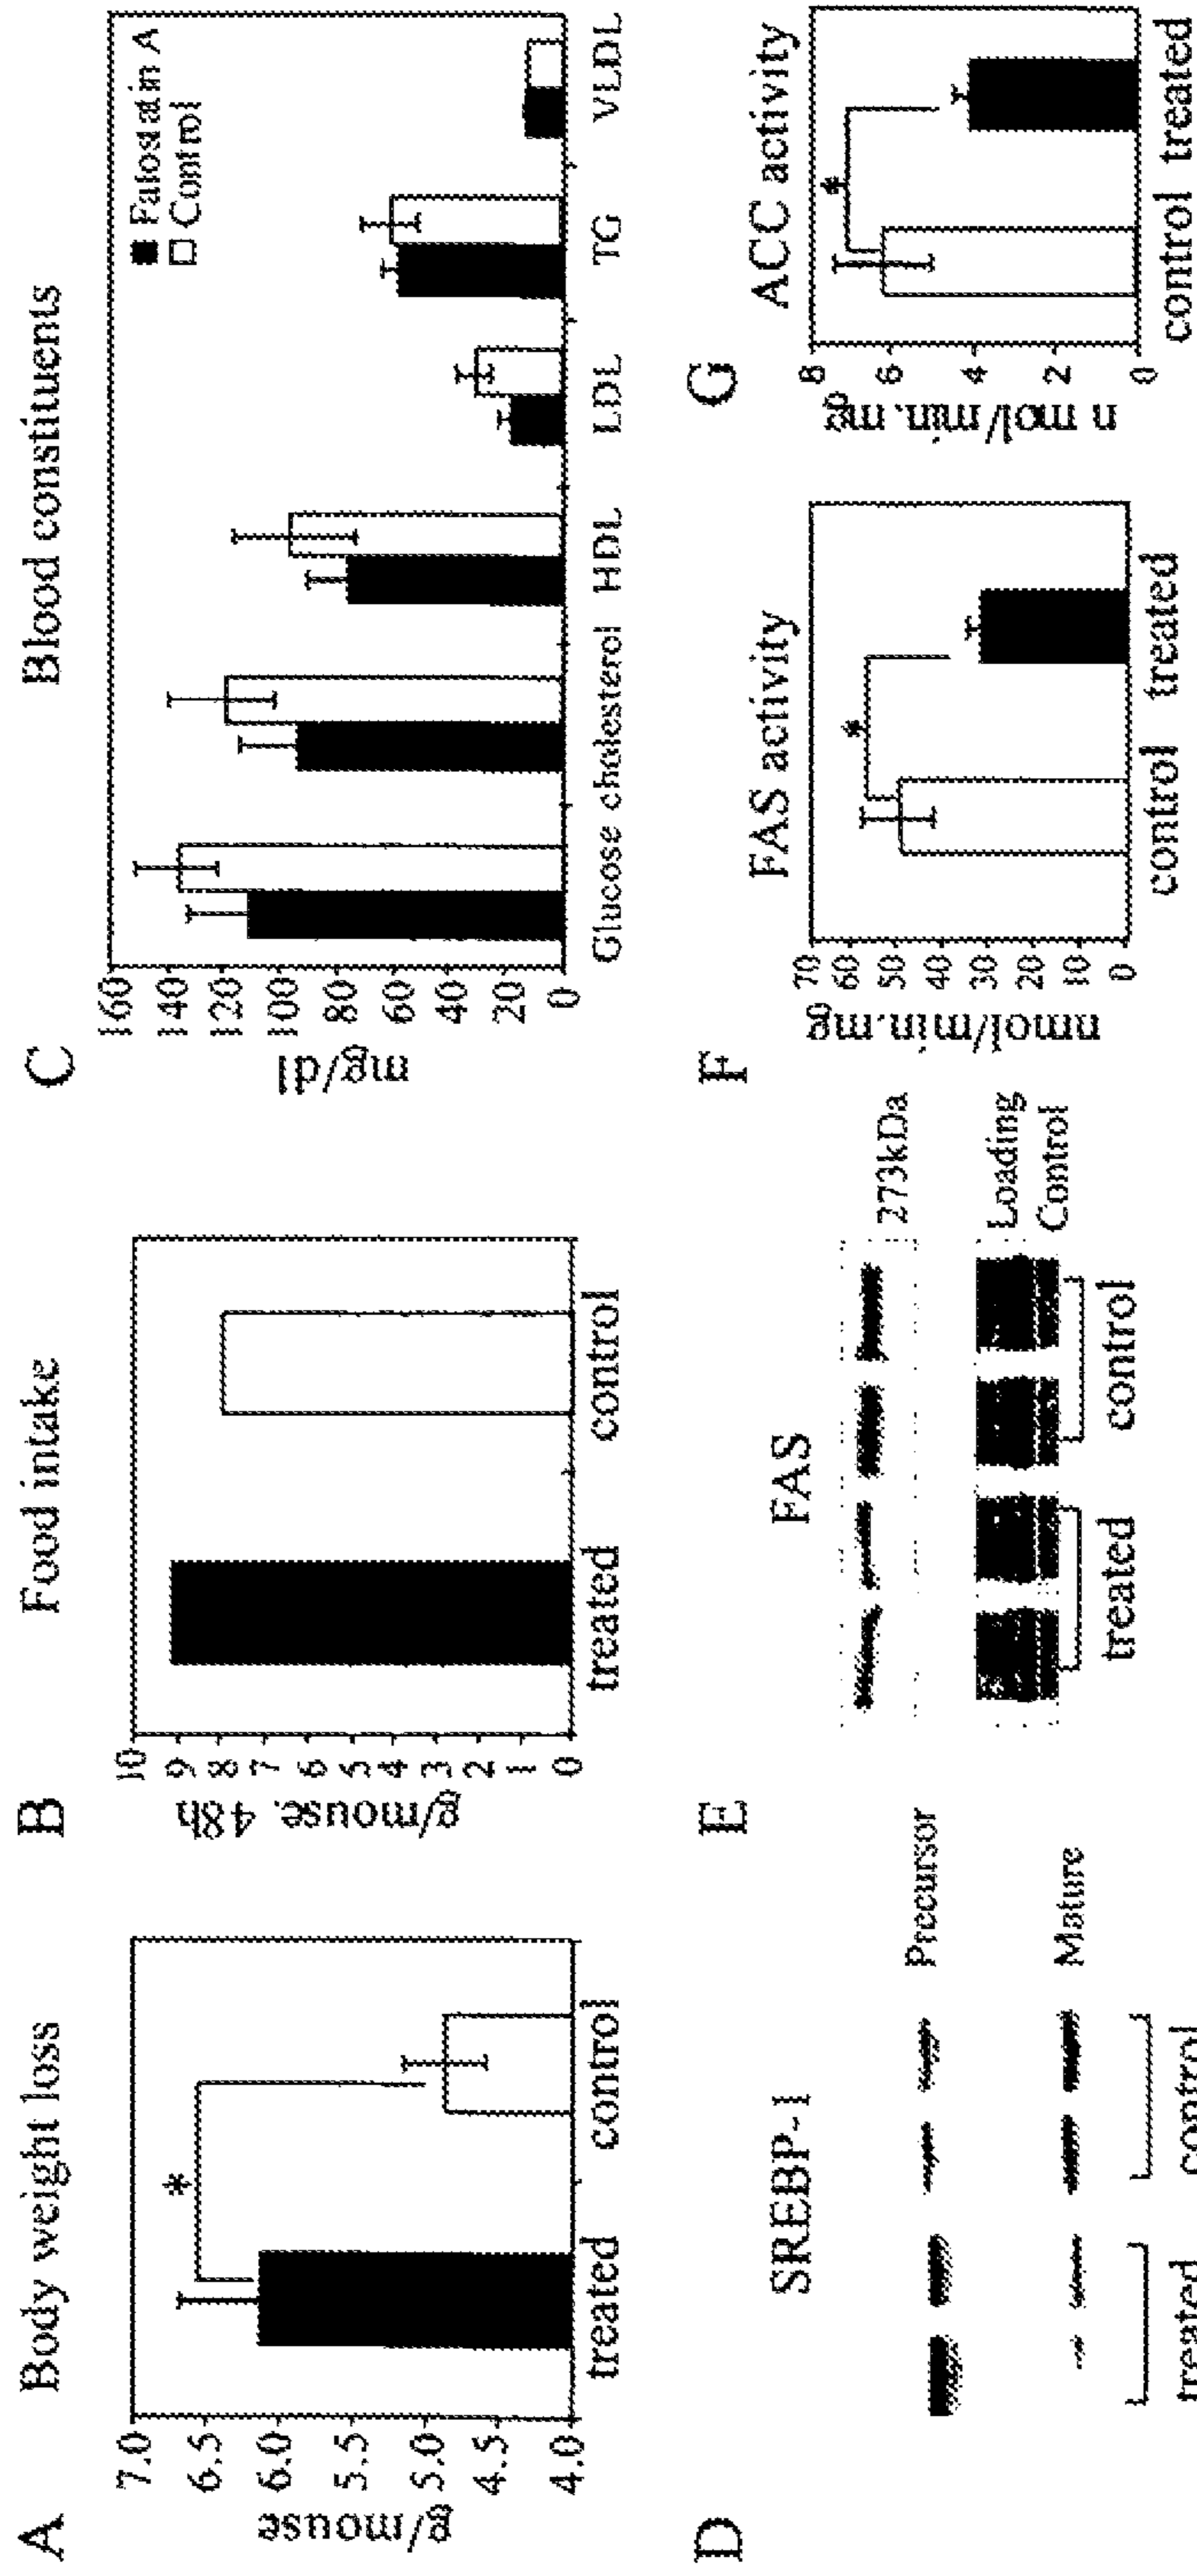 A
Body weight loss
g/mouse
7.0
6.5
6.0
5.5
5.0
4.5
4.0
*
treated
control
B
Food intake
g/mouse. 48h
10
9
8
7
6
5
4
3
2
1
0
treated
control
C
Blood constituents
mg/dl
160
140
120
100
80
60
40
20
0
Fatostain A
Control
Glucose cholesterol HDL LDL TG VLDL
D
SREBP-1
Precursor
Mature
treated
control
E
FAS
273kDa
Loading
Control
treated
control
F
FAS activity
nmol/min.mg
70
60
50
40
30
20
10
0
*
control treated
G
ACC activity
n mol/min. mg
8
6
4
2
0
*
control treated